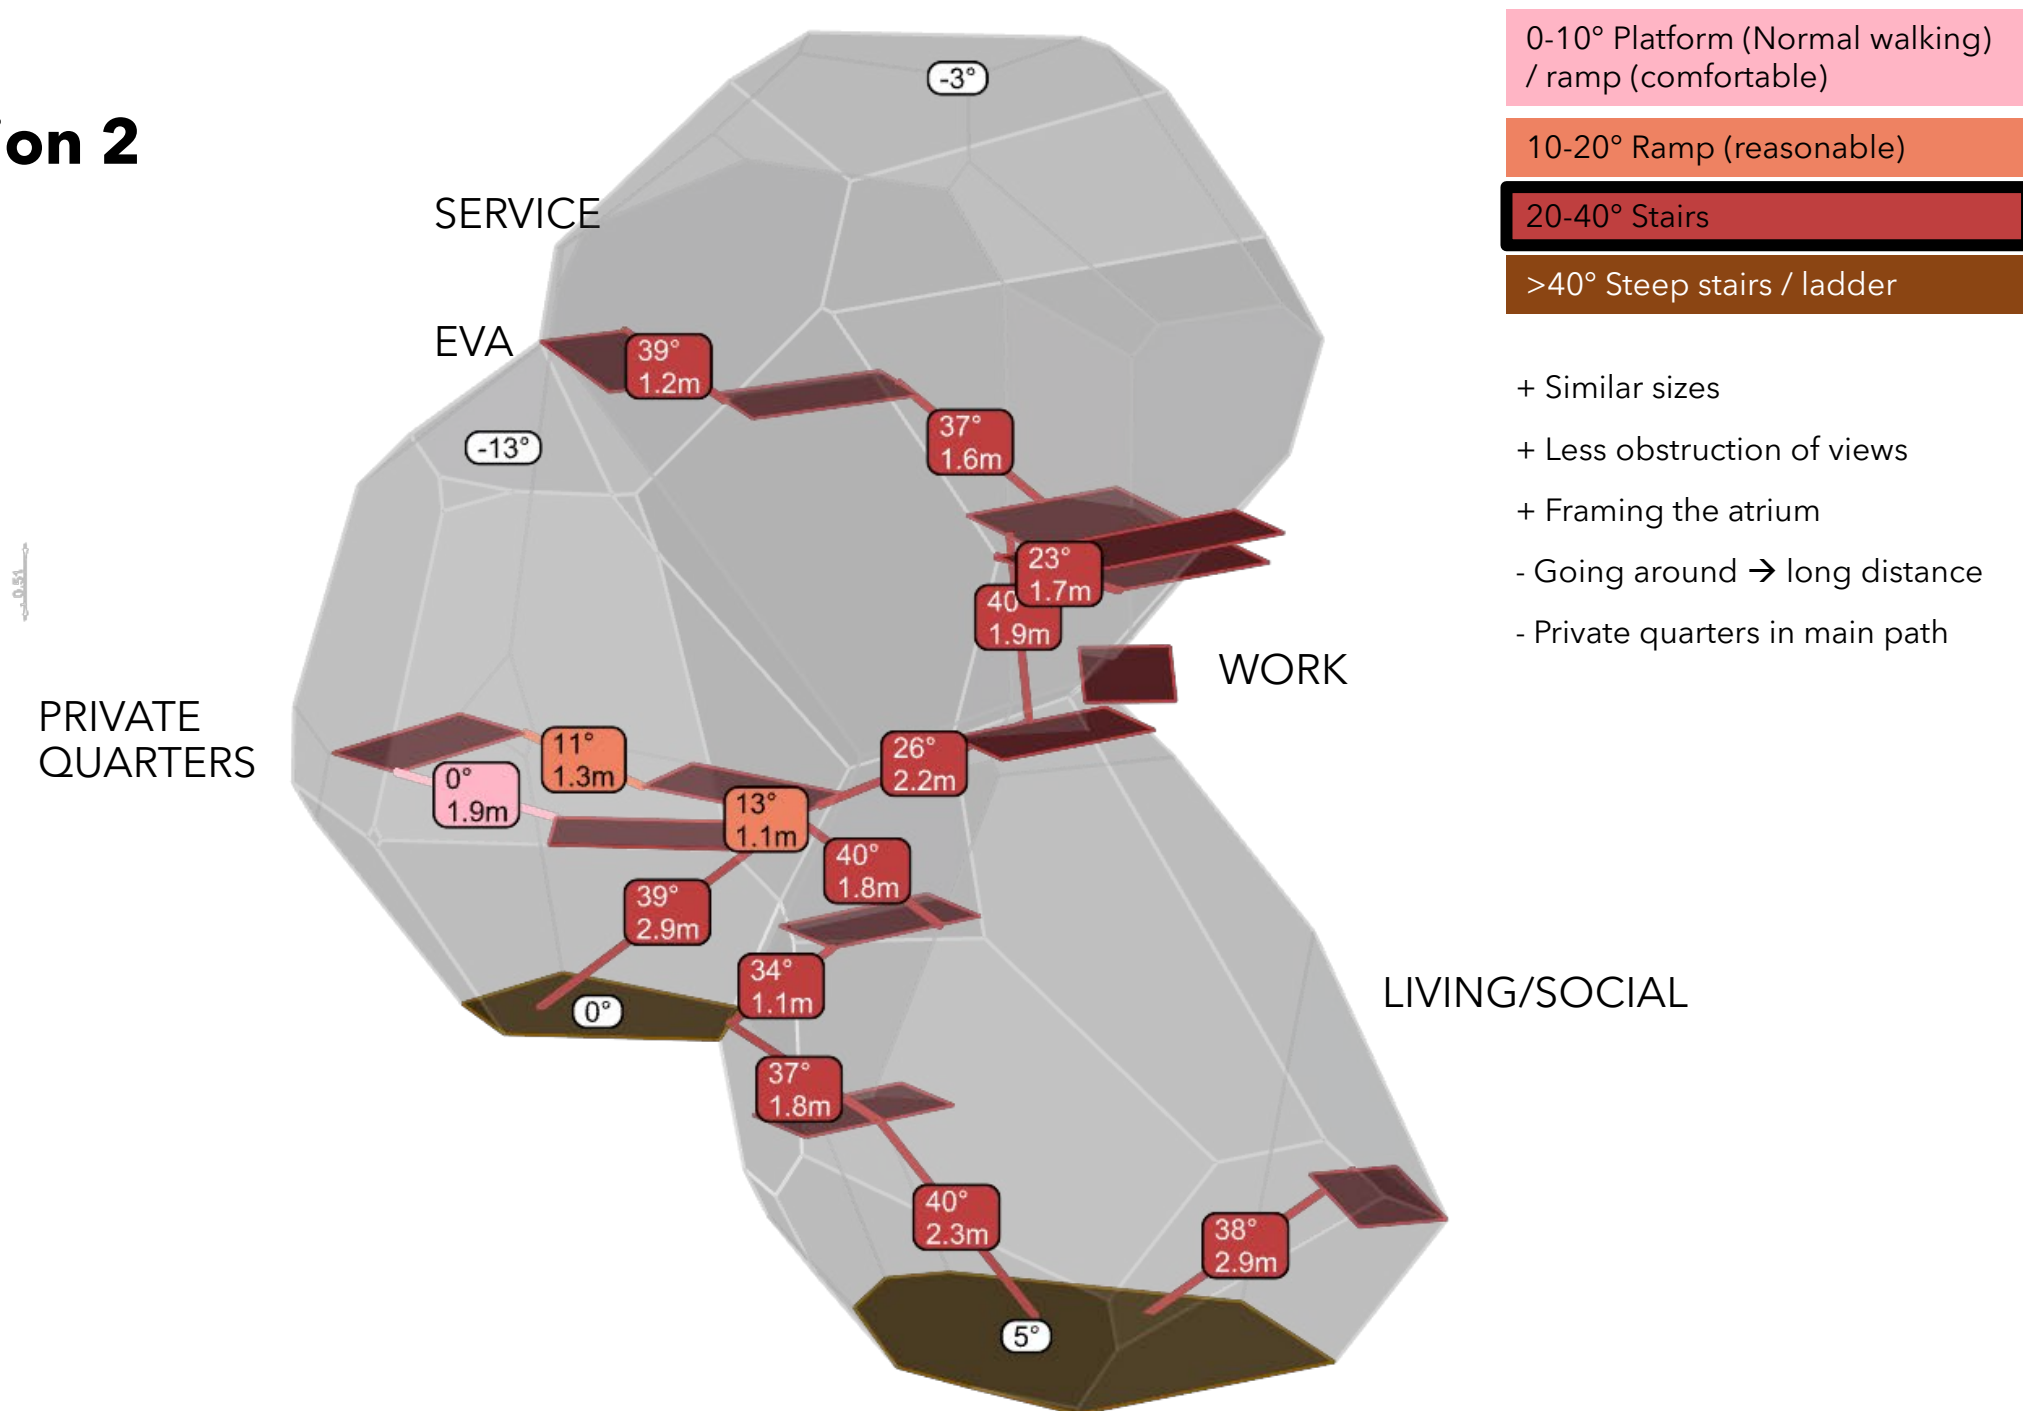 ion 2
0-10° Platform (Normal walking)
/ ramp (comfortable)
10-20° Ramp (reasonable)
20-40° Stairs
>40° Steep stairs / ladder
+ Similar sizes
+ Less obstruction of views
+ Framing the atrium
- Going around → long distance
- Private quarters in main path
-3°
SERVICE
EVA
39°
1.2m
37°
1.6m
-13°
23°
1.7m
40
1.9m
0.51
WORK
PRIVATE
QUARTERS
11°
1.3m
0°
1.9m
26°
2.2m
13°
1.1m
40°
1.8m
39°
2.9m
34°
1.1m
0°
LIVING/SOCIAL
37°
1.8m
40°
2.3m
38°
2.9m
5°